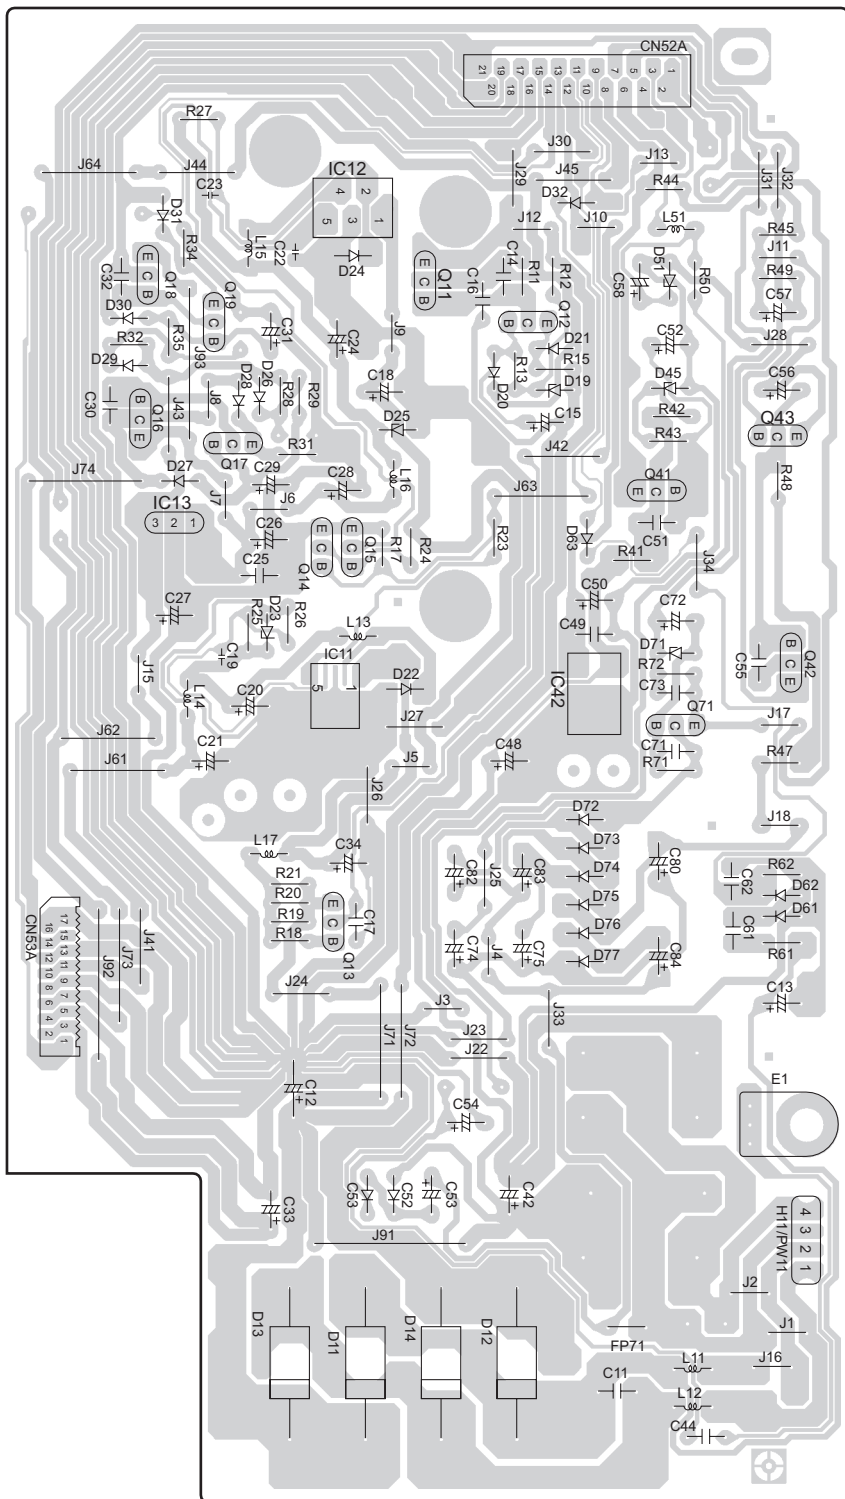 CN52A
21 19 17 15 13 11 9 7 5 3 1
20 18 16 14 12 10 8 6 4 2
R27
J64
J44
C23
IC12
4 2
5 3 1
J30
J29
J45
D32
J13
R44
J31
J32
D31
R34
L15
C22
D24
J12
J10
L51
R45
J11
R49
C32
E C B
Q18
Q19
E C B
E C B
Q11
C16
C14
R11
R12
C58
D51
R50
C57
D30
R32
R35
J93
C31
C24
J9
B C E
Q12
D21
C52
J28
D29
D28
D26
C18
D20
R13
R15
D19
D45
C56
C30
B C E
Q16
J43
J8
R28
R29
D25
C15
R42
R43
Q43
B C E
B C E
Q17
R31
J42
J74
D27
J7
C29
J6
C28
L16
J63
Q41
E C B
R48
IC13
3 2 1
C26
E C B
Q14
E C B
Q15
R17
R24
R23
D63
C51
R41
J34
C25
C27
R25
D23
R26
L13
C50
C49
C72
J15
C19
IC11
5 1
D22
IC42
D71
R72
C73
C55
B C E
Q42
L14
C20
J62
J61
C21
J27
J5
J26
C48
Q71
B C E
C71
R71
J17
R47
L17
C34
D72
J18
R21
R20
R19
R18
E C B
Q13
C17
C82
J25
C83
D73
D74
D75
D76
D77
C80
C62
R62
D62
D61
C61
R61
CN53A
17 15 13 11 9 7 5 3 1
16 14 12 10 8 6 4 2
J92
J73
J41
C74
J4
C75
C84
J24
J71
J72
J3
J23
J22
J33
C13
C12
C54
E1
C33
C53
C52
C53
C42
J91
4 3 2 1
H11/PW11
D13
D11
D14
D12
J2
J1
FP71
J16
L11
C11
L12
C44